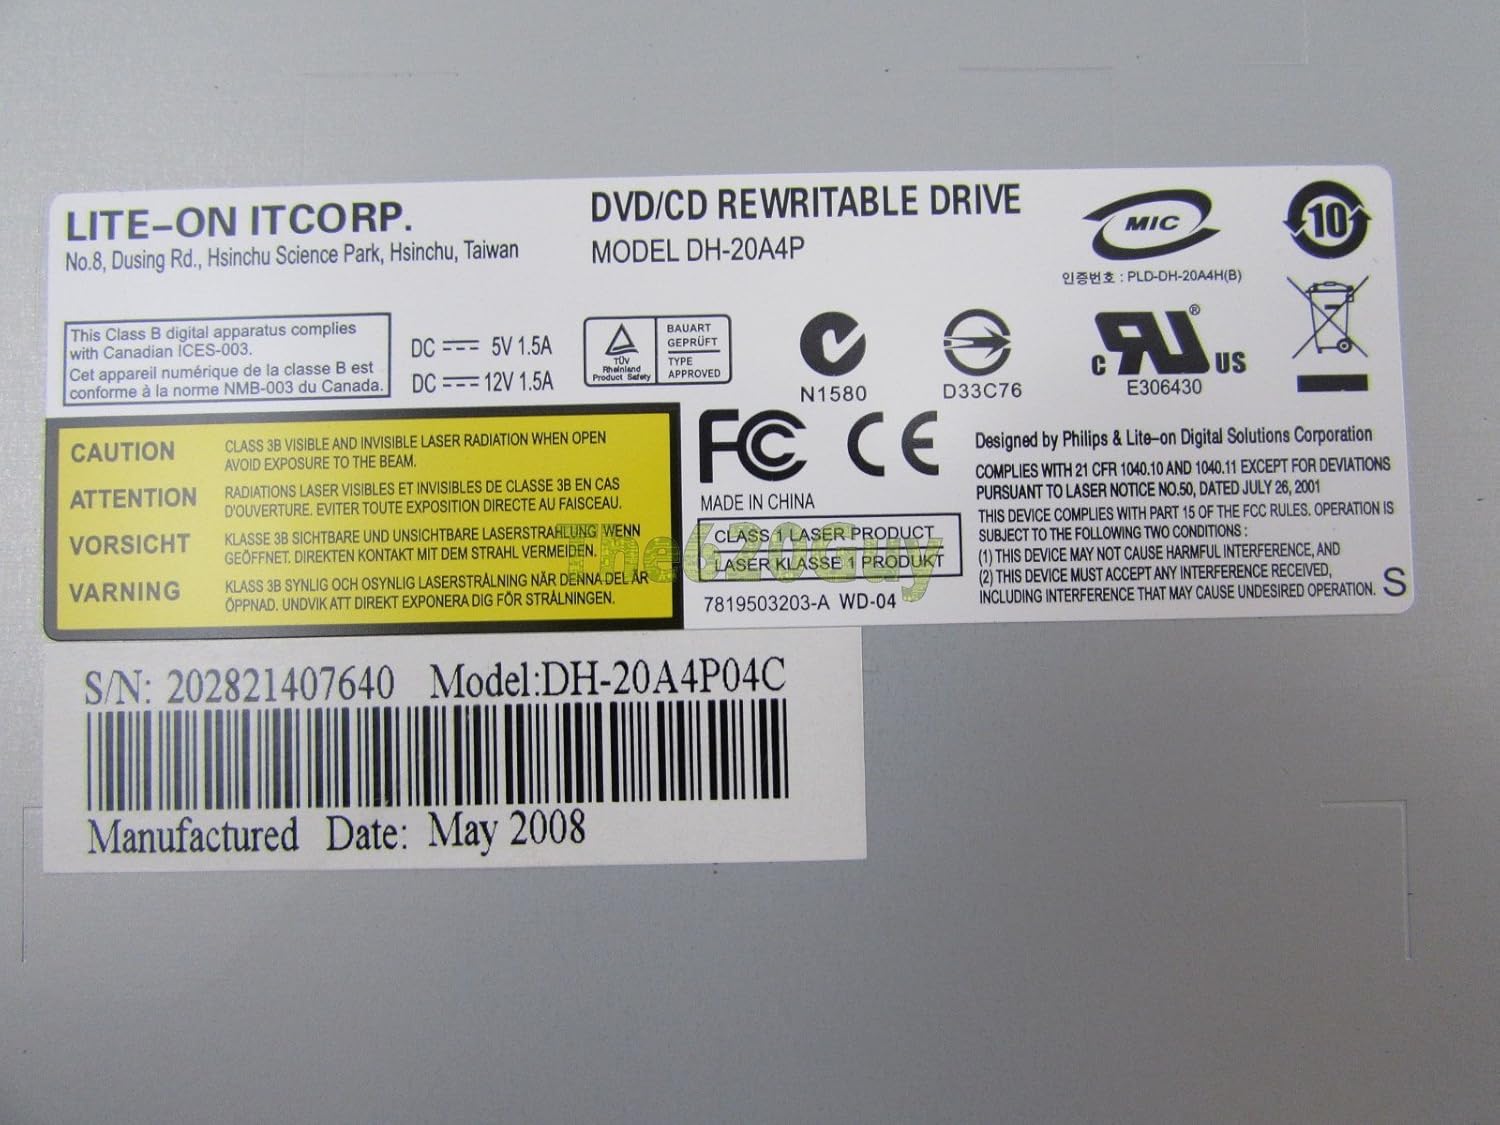 LITE-ON ITCORP.
No.8, Dusing Rd., Hsinchu Science Park, Hsinchu, Taiwan
DVD/CD REWRITABLE DRIVE
MODEL DH-20A4P
MIC
인증번호 : PLD-DH-20A4H(B)
10
This Class B digital apparatus complies
with Canadian ICES-003.
Cet appareil numérique de la classe B est
conforme à la norme NMB-003 du Canada.
DC 5V 1.5A
DC 12V 1.5A
TÜV
Rheinland
Product Safety
BAUART
GEPRÜFT
TYPE
APPROVED
N1580
D33C76
C RU US
®
E306430
CAUTION
CLASS 3B VISIBLE AND INVISIBLE LASER RADIATION WHEN OPEN
AVOID EXPOSURE TO THE BEAM.
ATTENTION
RADIATIONS LASER VISIBLES ET INVISIBLES DE CLASSE 3B EN CAS
D'OUVERTURE. EVITER TOUTE EXPOSITION DIRECTE AU FAISCEAU.
VORSICHT
KLASSE 3B SICHTBARE UND UNSICHTBARE LASERSTRAHLUNG WENN
GEÖFFNET. DIREKTEN KONTAKT MIT DEM STRAHL VERMEIDEN.
VARNING
KLASS 3B SYNLIG OCH OSYNLIG LASERSTRÅLNING NÄR DENNA DEL ÄR
ÖPPNAD. UNDVIK ATT DIREKT EXPONERA DIG FÖR STRÅLNINGEN.
FC CE
MADE IN CHINA
CLASS 1 LASER PRODUCT
LASER KLASSE 1 PRODUKT
The620Guy
7819503203-A WD-04
Designed by Philips & Lite-on Digital Solutions Corporation
COMPLIES WITH 21 CFR 1040.10 AND 1040.11 EXCEPT FOR DEVIATIONS
PURSUANT TO LASER NOTICE NO.50, DATED JULY 26, 2001
THIS DEVICE COMPLIES WITH PART 15 OF THE FCC RULES. OPERATION IS
SUBJECT TO THE FOLLOWING TWO CONDITIONS :
(1) THIS DEVICE MAY NOT CAUSE HARMFUL INTERFERENCE, AND
(2) THIS DEVICE MUST ACCEPT ANY INTERFERENCE RECEIVED,
INCLUDING INTERFERENCE THAT MAY CAUSE UNDESIRED OPERATION. S
S/N: 202821407640 Model:DH-20A4P04C
Manufactured Date: May 2008